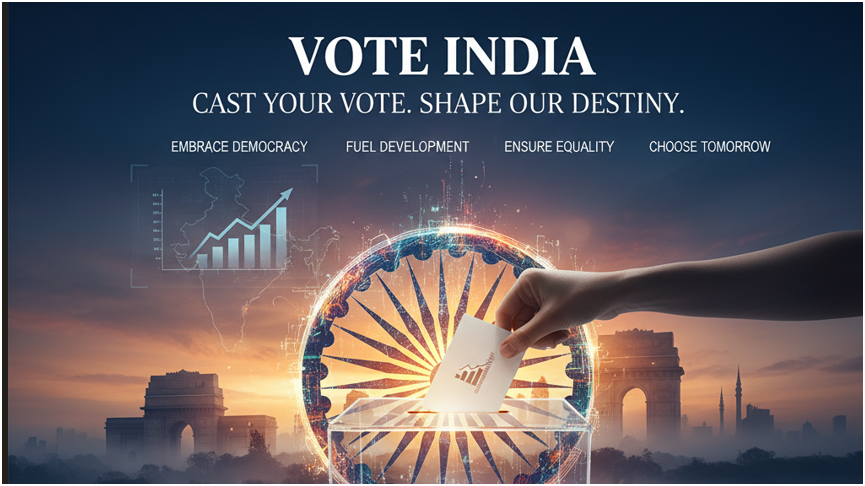 VOTE INDIA
CAST YOUR VOTE. SHAPE OUR DESTINY.
EMBRACE DEMOCRACY FUEL DEVELOPMENT ENSURE EQUALITY CHOOSE TOMORROW